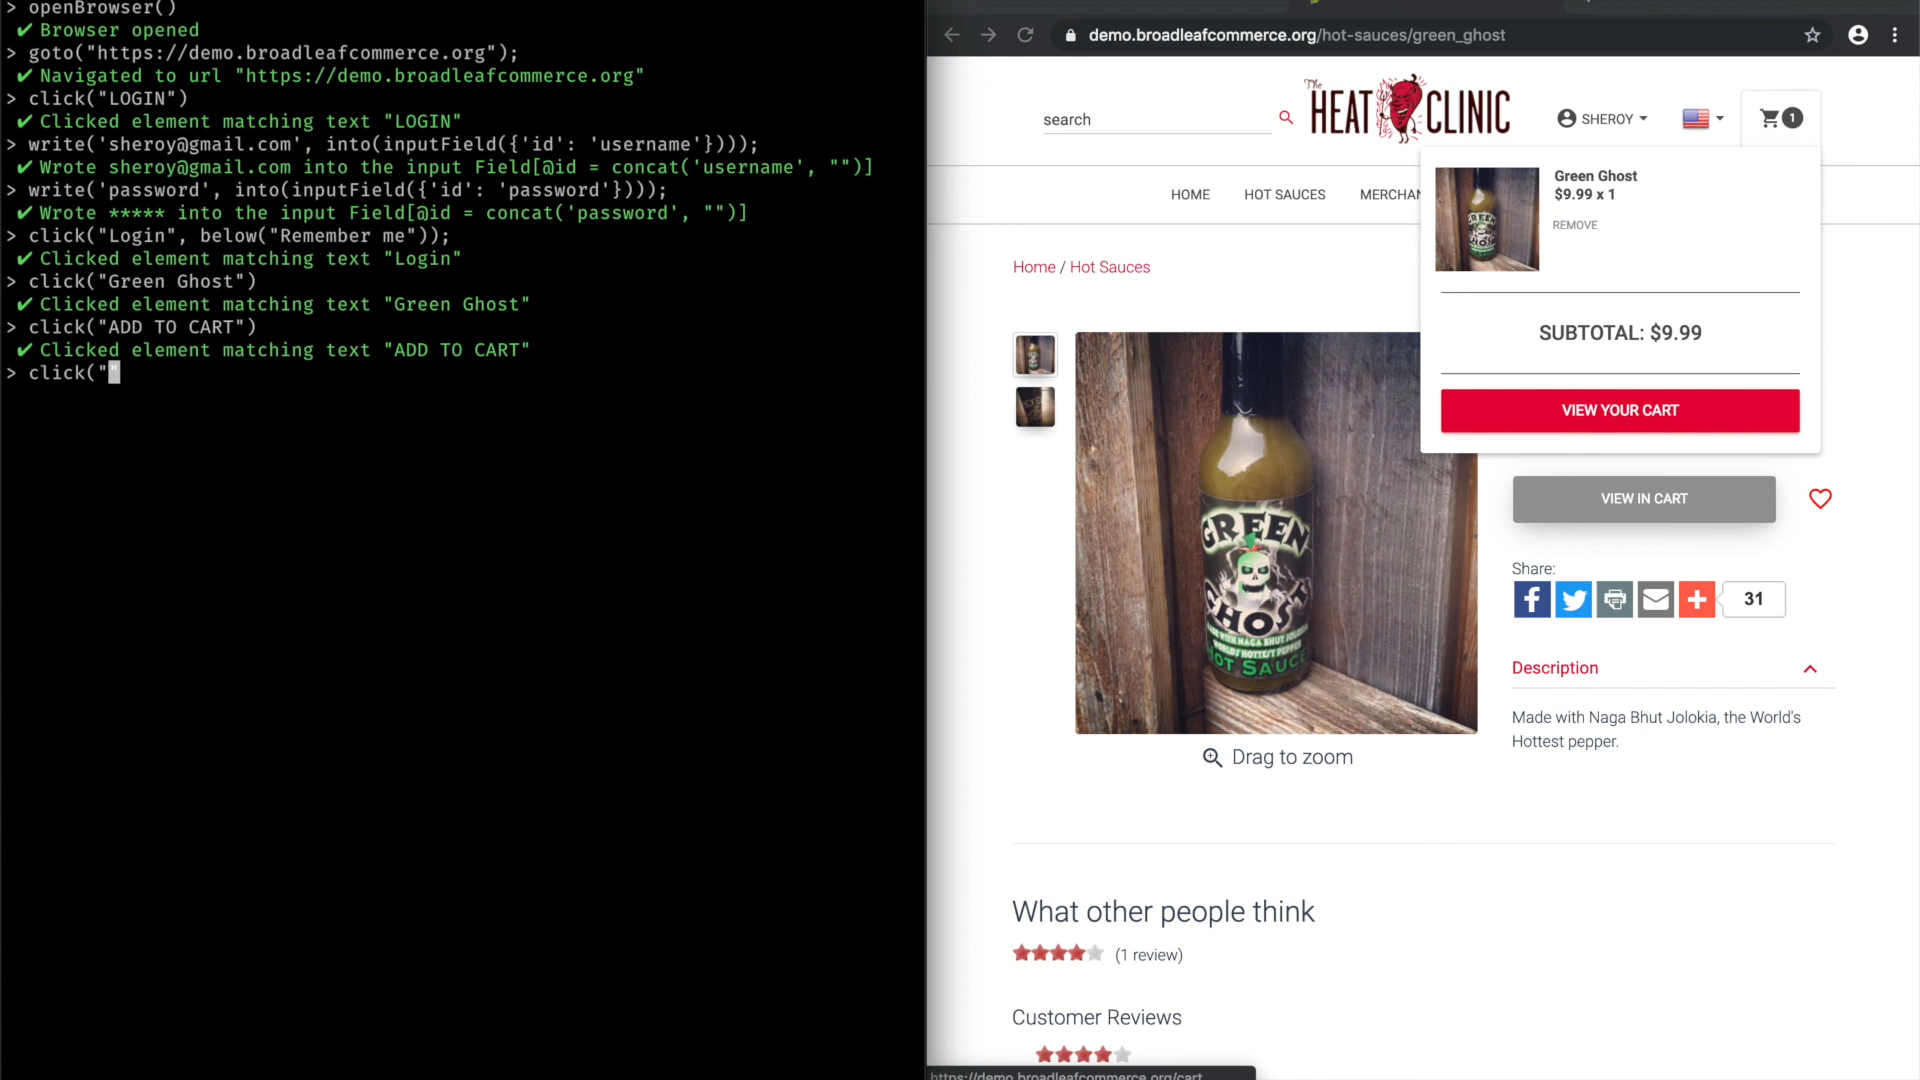 > openBrowser()
✔ Browser opened
> goto("https://demo.broadleafcommerce.org");
✔ Navigated to url "https://demo.broadleafcommerce.org"
> click("LOGIN")
✔ Clicked element matching text "LOGIN"
> write('sheroy@gmail.com', into(inputField({'id': 'username'})));
✔ Wrote sheroy@gmail.com into the input Field[@id = concat('username', "")]
> write('password', into(inputField({'id': 'password'})));
✔ Wrote ***** into the input Field[@id = concat('password', "")]
> click("Login", below("Remember me"));
✔ Clicked element matching text "Login"
> click("Green Ghost")
✔ Clicked element matching text "Green Ghost"
> click("ADD TO CART")
✔ Clicked element matching text "ADD TO CART"
> click(""
demo.broadleafcommerce.org/hot-sauces/green_ghost
search
The HEAT CLINIC
SHEROY
1
HOME HOT SAUCES MERCHAN
Green Ghost
$9.99 x 1
REMOVE
SUBTOTAL: $9.99
VIEW YOUR CART
Home / Hot Sauces
GREEN
GHOST
MADE WITH NAGA BHUT JOLOKIA
WORLD'S HOTTEST PEPPER
HOT SAUCE
Drag to zoom
VIEW IN CART
Share:
31
Description
Made with Naga Bhut Jolokia, the World's
Hottest pepper.
What other people think
(1 review)
Customer Reviews
https://demo.broadleafcommerce.org/cart